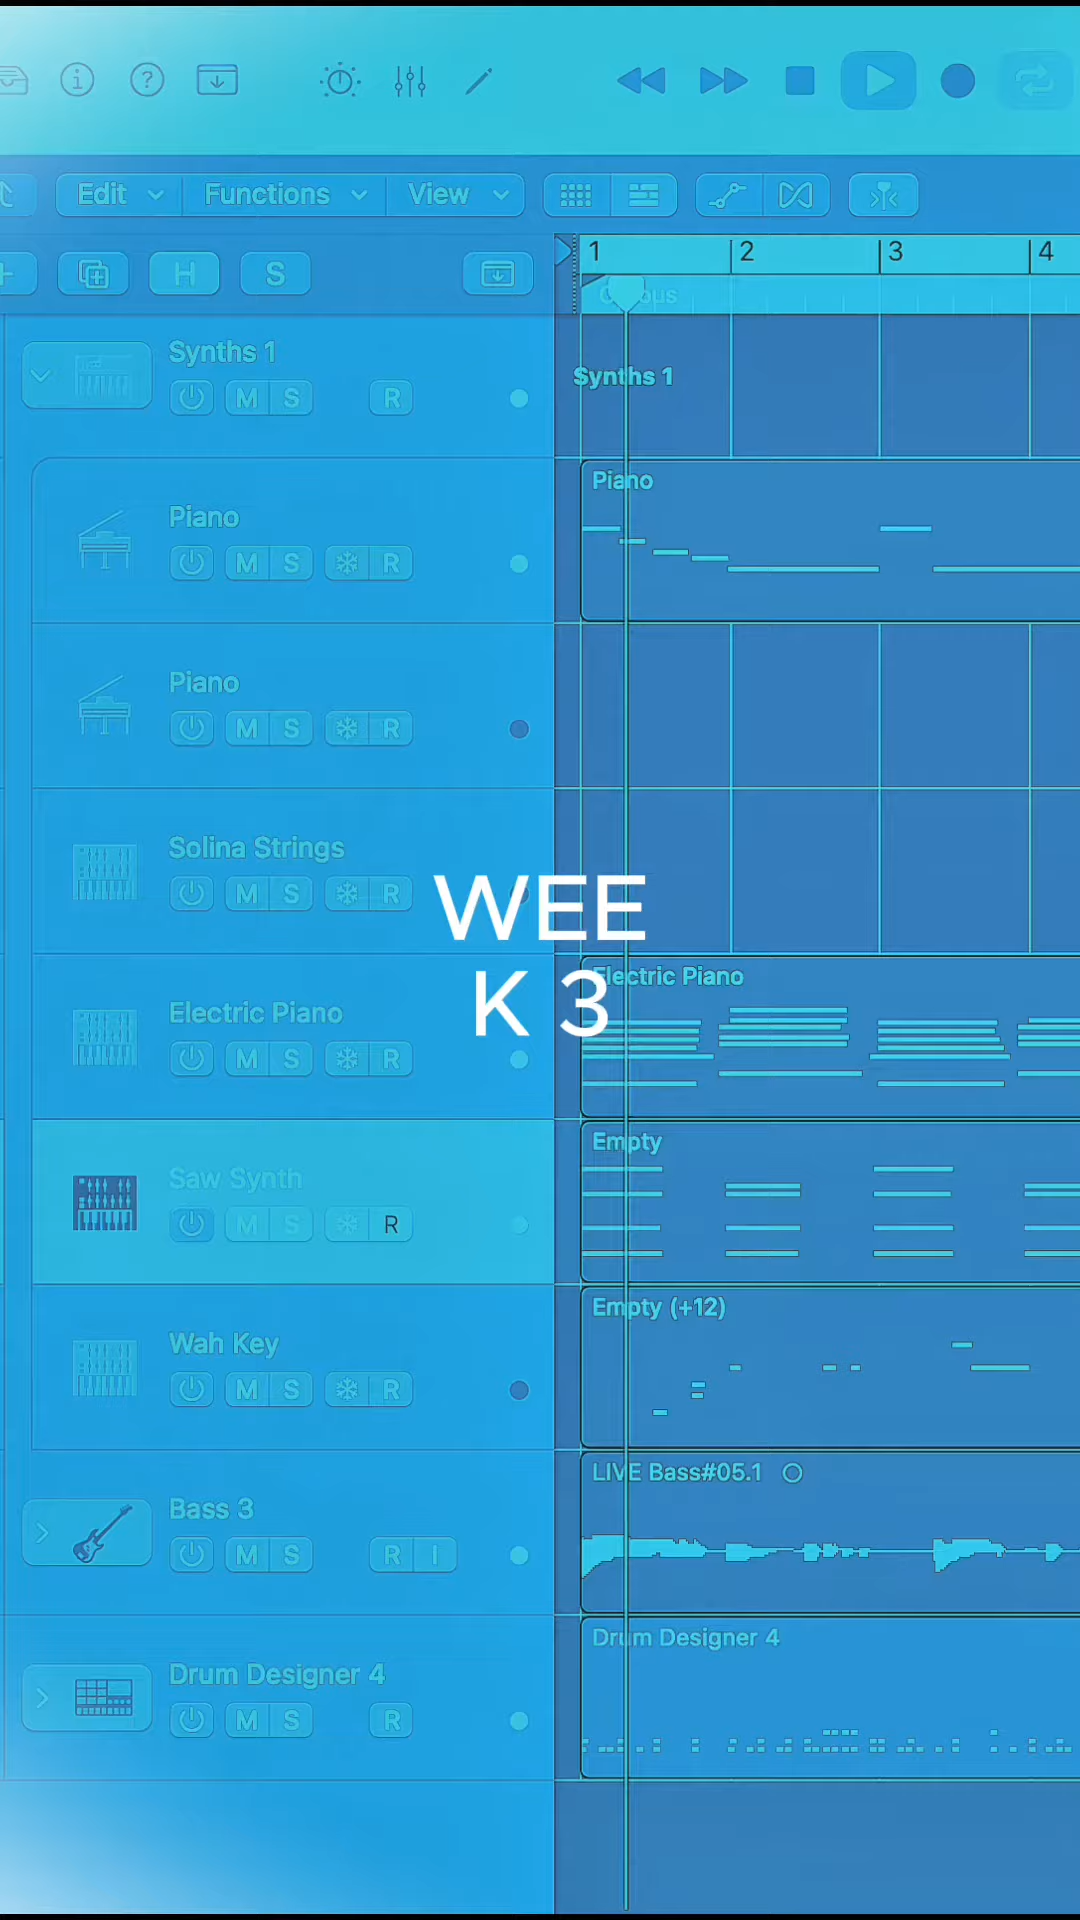 Edit Functions View
H S
1 2 3 4
Synths 1
M S R
Synths 1
Piano
M S R
Piano
Piano
M S R
Solina Strings
M S R
WEE
K 3
Electric Piano
M S R
Electric Piano
Saw Synth
M S R
Empty
Wah Key
M S R
Empty (+12)
Bass 3
M S R I
LIVE Bass#05.1
Drum Designer 4
M S R
Drum Designer 4